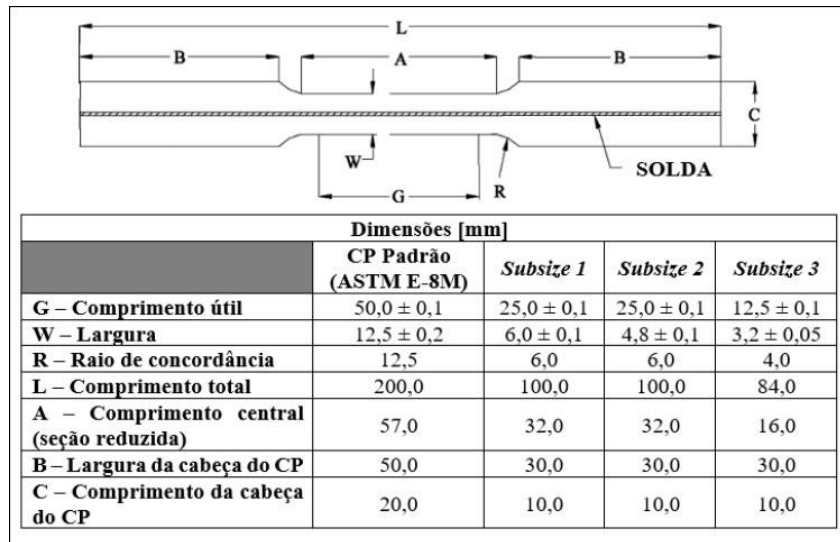 L
B
A
B
C
W
SOLDA
G
R
Dimensões [mm]
CP Padrão
(ASTM E-8M)
Subsize 1
Subsize 2
Subsize 3
G – Comprimento útil
50,0 ± 0,1
25,0 ± 0,1
25,0 ± 0,1
12,5 ± 0,1
W – Largura
12,5 ± 0,2
6,0 ± 0,1
4,8 ± 0,1
3,2 ± 0,05
R – Raio de concordância
12,5
6,0
6,0
4,0
L – Comprimento total
200,0
100,0
100,0
84,0
A – Comprimento central
(seção reduzida)
57,0
32,0
32,0
16,0
B – Largura da cabeça do CP
50,0
30,0
30,0
30,0
C – Comprimento da cabeça
do CP
20,0
10,0
10,0
10,0